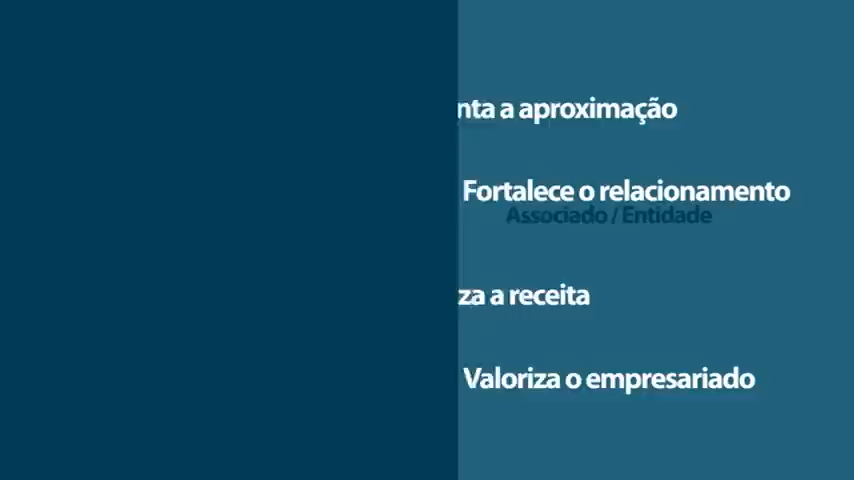 nta a aproximação
Fortalece o relacionamento
Associado / Entidade
za a receita
Valoriza o empresariado